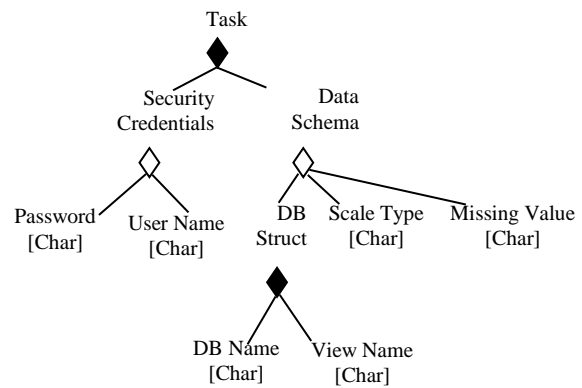 Task
Security
Credentials
Data
Schema
Password
[Char]
User Name
[Char]
DB
Struct
Scale Type
[Char]
Missing Value
[Char]
DB Name
[Char]
View Name
[Char]